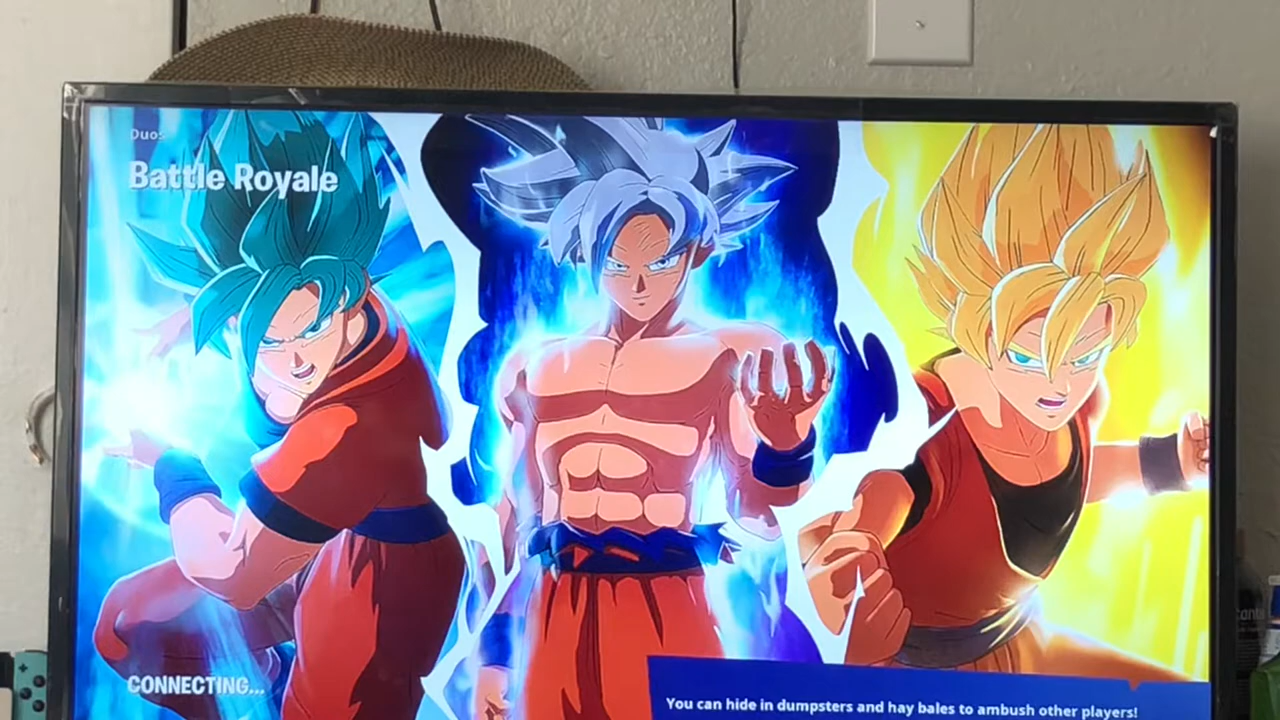 Duos
Battle Royale
CONNECTING...
You can hide in dumpsters and hay bales to ambush other players!